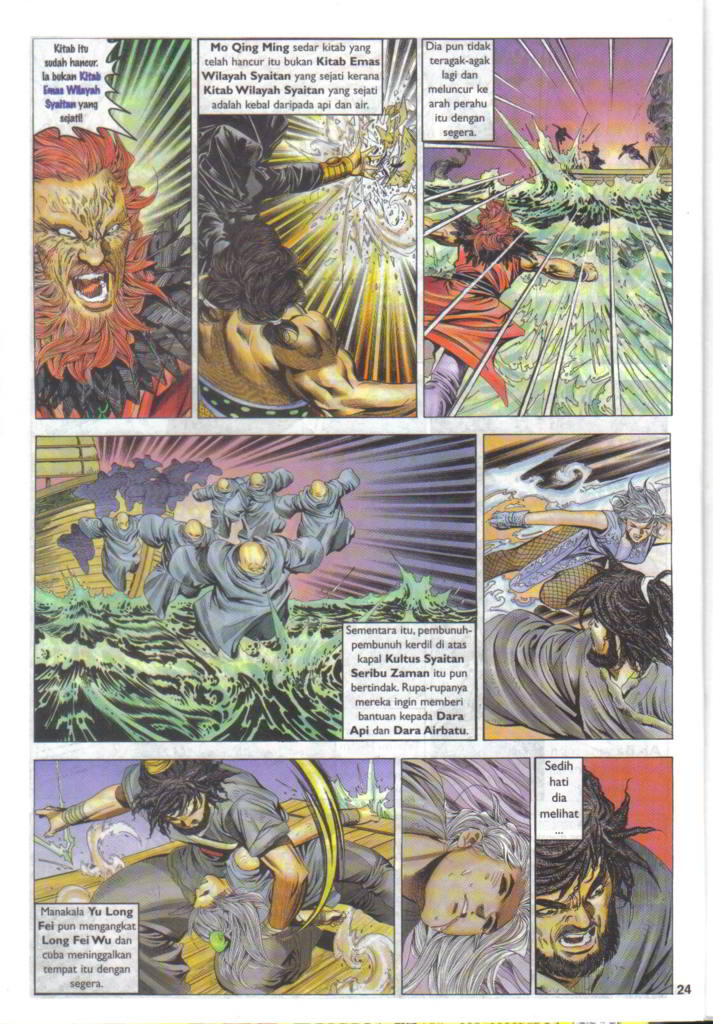 Kitab itu
sudah hancur.
Ia bukan Kitab
Emas Wilayah
Syaitan yang
sejati!
Mo Qing Ming sedar kitab yang
telah hancur itu bukan Kitab Emas
Wilayah Syaitan yang sejati kerana
Kitab Wilayah Syaitan yang sejati
adalah kebal daripada api dan air.
Dia pun tidak
teragak-agak
lagi dan
meluncur ke
arah perahu
itu dengan
segera.
Sementara itu, pembunuh-
pembunuh kerdil di atas
kapal Kultus Syaitan
Seribu Zaman itu pun
bertindak. Rupa-rupanya
mereka ingin memberi
bantuan kepada Dara
Api dan Dara Airbatu.
Manakala Yu Long
Fei pun mengangkat
Long Fei Wu dan
cuba meninggalkan
tempat itu dengan
segera.
Sedih
hati
dia
melihat
...
24